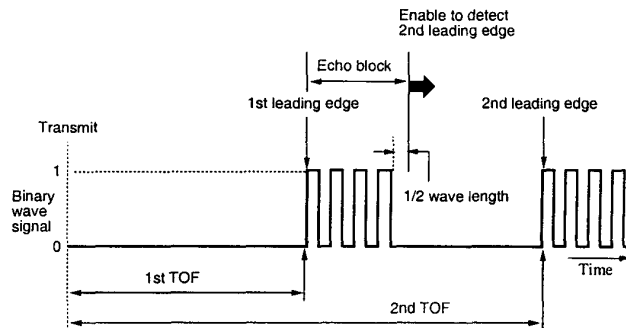 Enable to detect
2nd leading edge
Echo block
1st leading edge
2nd leading edge
Transmit
1
1/2 wave length
Binary
wave
signal
0
Time
1st TOF
2nd TOF